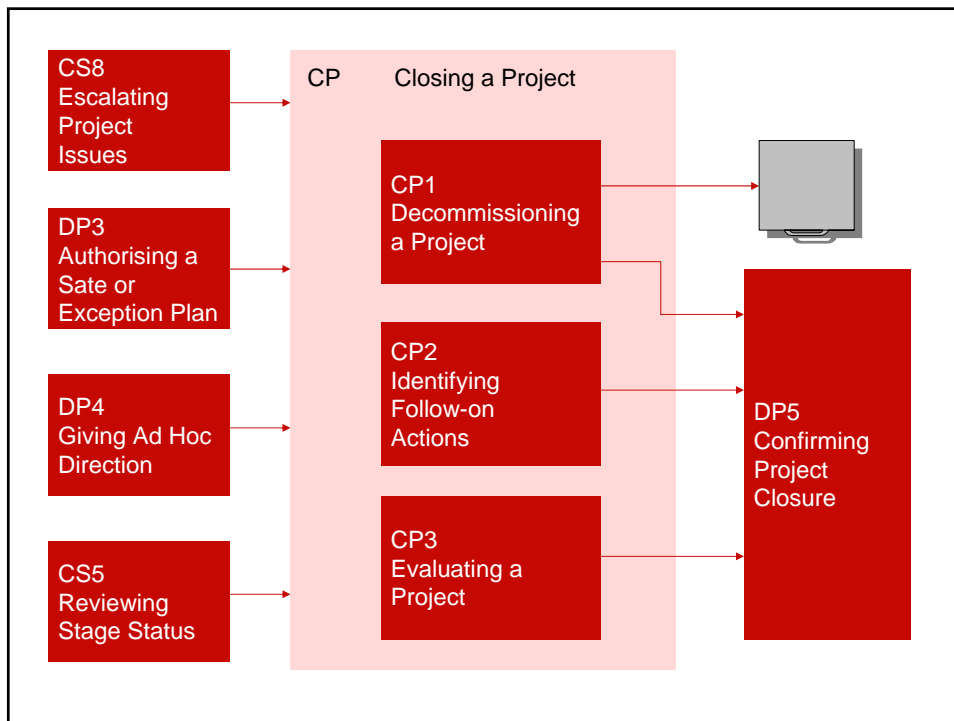 CS8
Escalating
Project
Issues
DP3
Authorising a
Sate or
Exception Plan
DP4
Giving Ad Hoc
Direction
CS5
Reviewing
Stage Status
CP Closing a Project
CP1
Decommissioning
a Project
CP2
Identifying
Follow-on
Actions
CP3
Evaluating a
Project
DP5
Confirming
Project
Closure